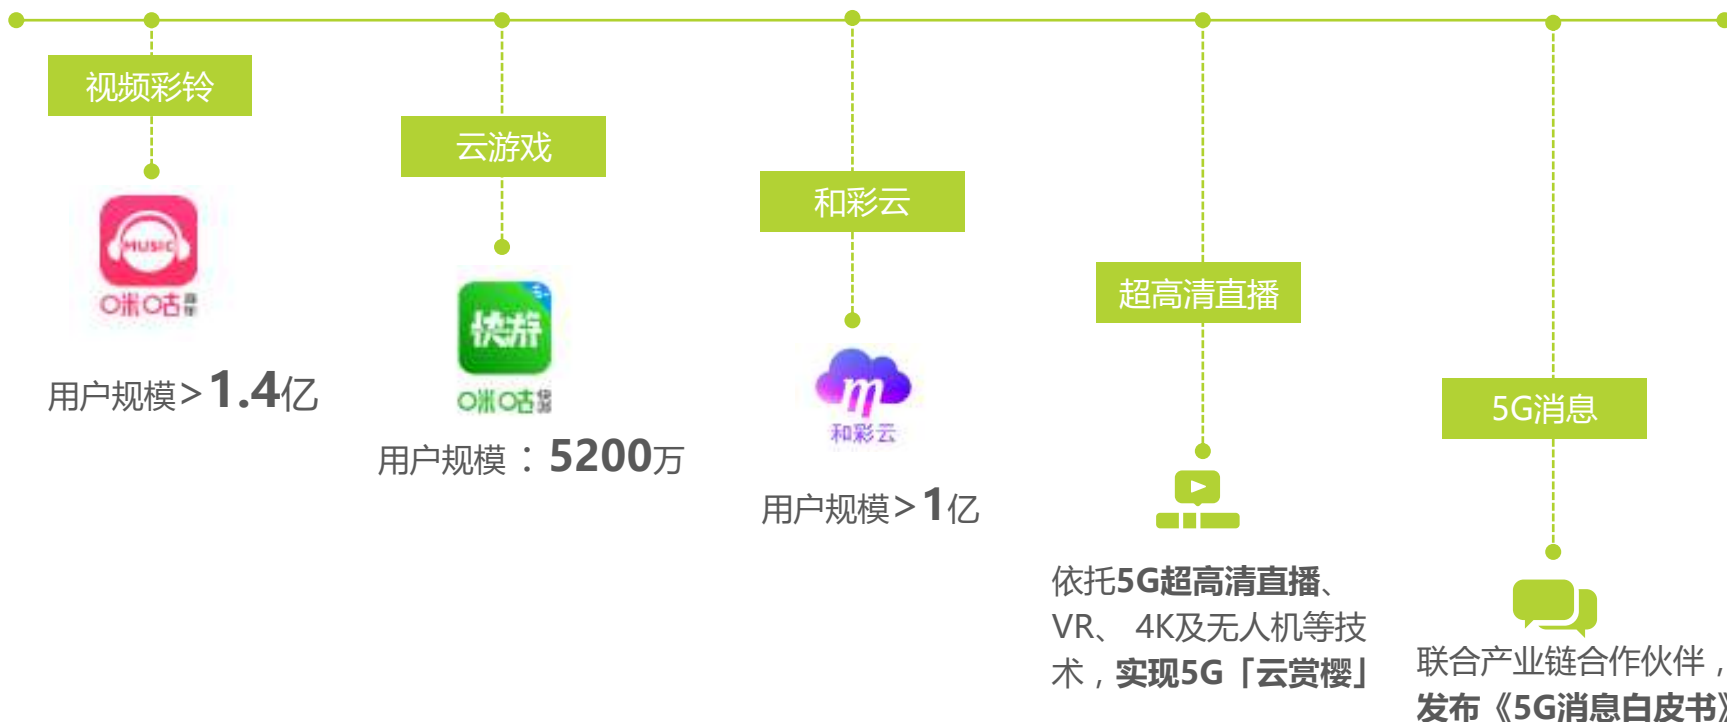 视频彩铃
MUSIC
咪咕音乐
用户规模>1.4亿
云游戏
快游
咪咕快游
用户规模：5200万
和彩云
m
和彩云
用户规模>1亿
超高清直播
依托5G超高清直播、
VR、 4K及无人机等技
术，实现5G「云赏樱」
5G消息
联合产业链合作伙伴，
发布《5G消息白皮书》